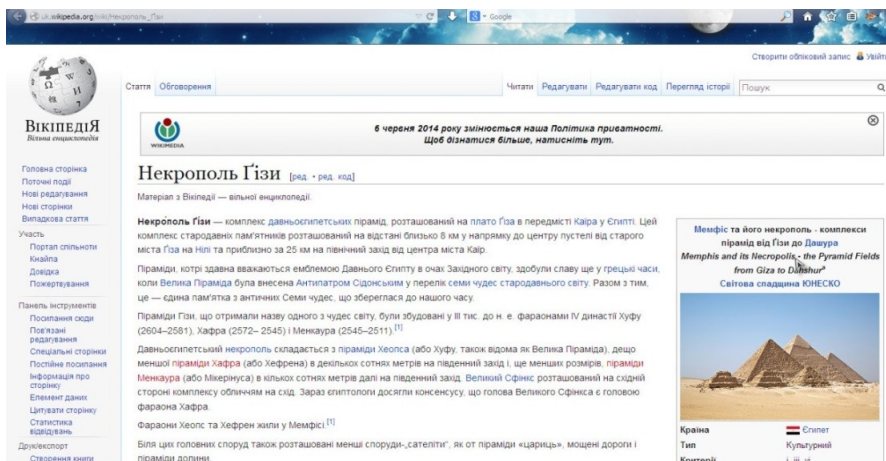 uk.wikipedia.org/wiki/Некрополь_Гізи
Google
Створити обліковий запис Увійти
Стаття Обговорення Читати Редагувати Редагувати код Перегляд історії Пошук
ВікіпедіЯ
Вільна енциклопедія
WIKIMEDIA
6 червня 2014 року змінюється наша Політика приватності.
Щоб дізнатися більше, натисніть тут.
Головна сторінка
Поточні події
Нові редагування
Нові сторінки
Випадкова стаття
Участь
Портал спільноти
Кнайпа
Довідка
Пожертвування
Панель інструментів
Посилання сюди
Пов'язані
редагування
Спеціальні сторінки
Постійне посилання
Інформація про
сторінку
Елемент даних
Цитувати сторінку
Статистика
відвідувань
Друк/експорт
Створення книги
Некрополь Ґізи [ред. • ред. код]
Матеріал з Вікіпедії — вільної енциклопедії.
Некро́поль Ґізи — комплекс давньоєгипетських пірамід, розташований на плато Ґіза в передмісті Каїра у Єгипті. Цей
комплекс стародавніх пам'ятників розташований на відстані близько 8 км у напрямку до центру пустелі від старого
міста Ґіза на Нілі та приблизно за 25 км на північний захід від центра міста Каїр.
Піраміди, котрі здавна вважаються емблемою Давнього Єгипту в очах Західного світу, здобули славу ще у грецькі часи,
коли Велика Піраміда була внесена Антипатром Сідонським у перелік семи чудес стародавнього світу. Разом з тим,
це — єдина пам'ятка з античних Семи чудес, що збереглася до нашого часу.
Піраміди Гізи, що отримали назву одного з чудес світу, були збудовані у III тис. до н. е. фараонами IV династії Хуфу
(2604–2581), Хафра (2572– 2545) і Менкаура (2545–2511).[1]
Давньоєгипетський некрополь складається з піраміди Хеопса (або Хуфу, також відома як Велика Піраміда), дещо
меншої піраміди Хафра (або Хефрена) в декількох сотнях метрів на південний захід і, ще менших розмірів, піраміди
Менкаура (або Мікерінуса) в кількох сотнях метрів далі на південний захід. Великий Сфінкс розташований на східній
стороні комплексу обличчям на схід. Зараз єгиптологи досягли консенсусу, що голова Великого Сфінкса є головою
фараона Хафра.
Фараони Хеопс та Хефрен жили у Мемфісі.[1]
Біля цих головних споруд також розташовані менші споруди-„сателіти“, як от піраміди «цариць», мощені дороги і
піраміди долини.
Мемфіс та його некрополь - комплекси
пірамід від Ґізи до Дашура
Memphis and its Necropolis - the Pyramid Fields
from Giza to Dahshur
Світова спадщина ЮНЕСКО
Країна Єгипет
Тип Культурний
Критерії i, iii, vi